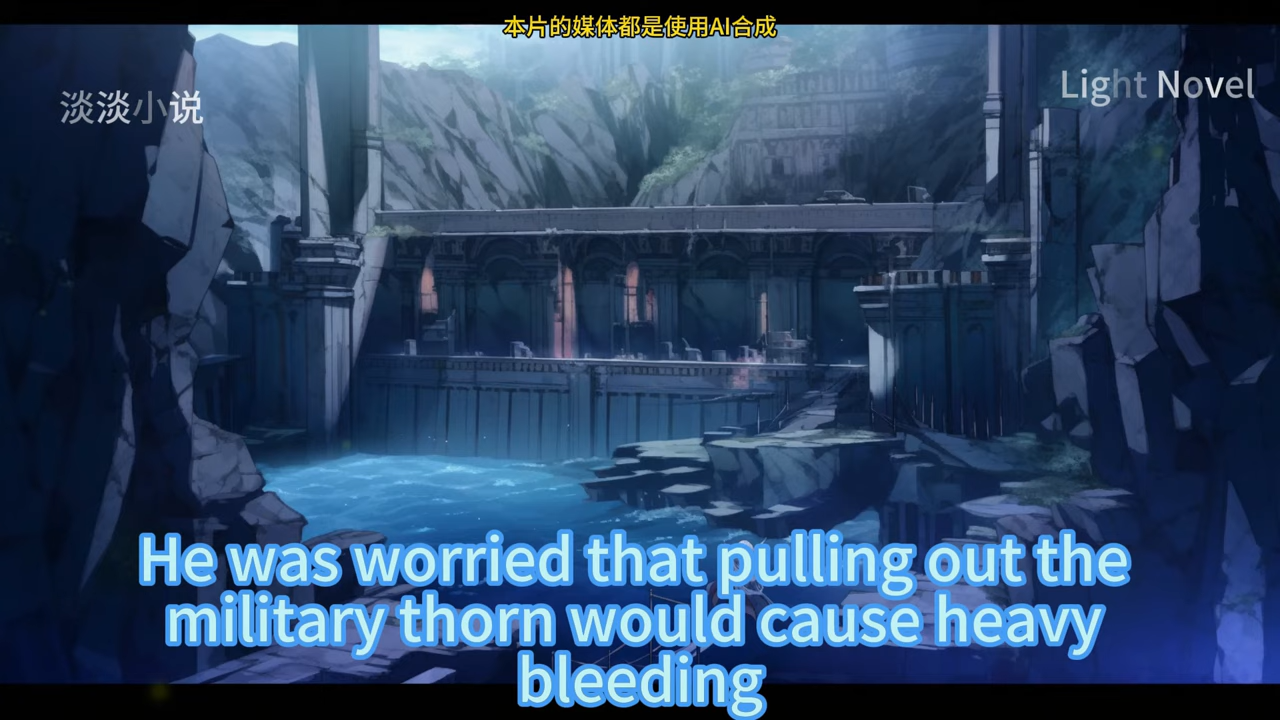 本片的媒体都是使用AI合成
淡淡小说
Light Novel
He was worried that pulling out the
military thorn would cause heavy
bleeding